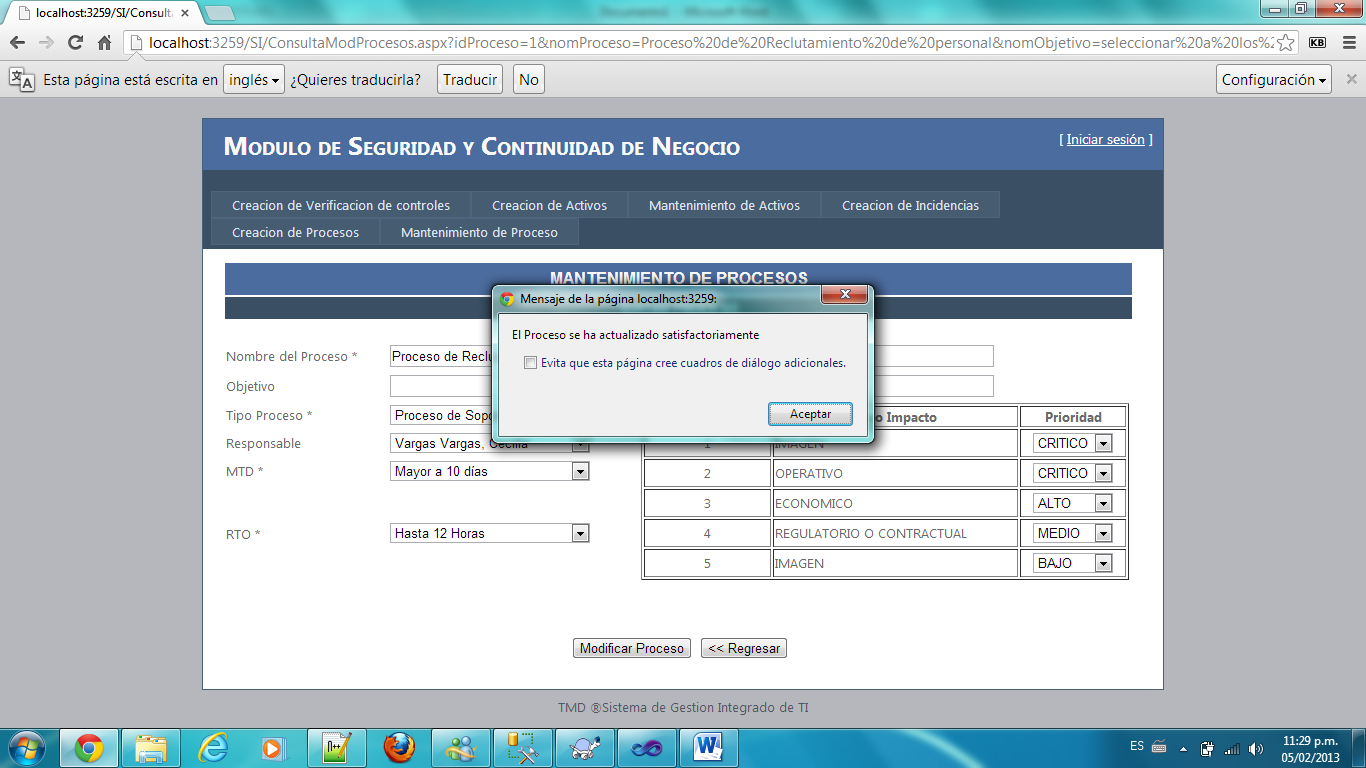 localhost:3259/SI/Consulta
Documento1 - Microsoft Word
localhost:3259/SI/ConsultaModProcesos.aspx?idProceso=1&nomProceso=Proceso%20de%20Reclutamiento%20de%20personal&nomObjetivo=seleccionar%20a%20los%2
KB
Esta página está escrita en inglés ¿Quieres traducirla? Traducir No Configuración
MODULO DE SEGURIDAD Y CONTINUIDAD DE NEGOCIO
[ Iniciar sesión ]
Creacion de Verificacion de controles Creacion de Activos Mantenimiento de Activos Creacion de Incidencias
Creacion de Procesos Mantenimiento de Proceso
MANTENIMIENTO DE PROCESOS
Mensaje de la página localhost:3259:
El Proceso se ha actualizado satisfactoriamente
Evita que esta página cree cuadros de diálogo adicionales.
Aceptar
Nombre del Proceso * Proceso de Reclu
Objetivo
Tipo Proceso * Proceso de Sopo
Responsable Vargas Vargas, Cecilia
MTD * Mayor a 10 días
RTO * Hasta 12 Horas
o Impacto Prioridad
1 IMAGEN CRITICO
2 OPERATIVO CRITICO
3 ECONOMICO ALTO
4 REGULATORIO O CONTRACTUAL MEDIO
5 IMAGEN BAJO
Modificar Proceso << Regresar
TMD ®Sistema de Gestion Integrado de TI
ES
11:29 p.m.
05/02/2013